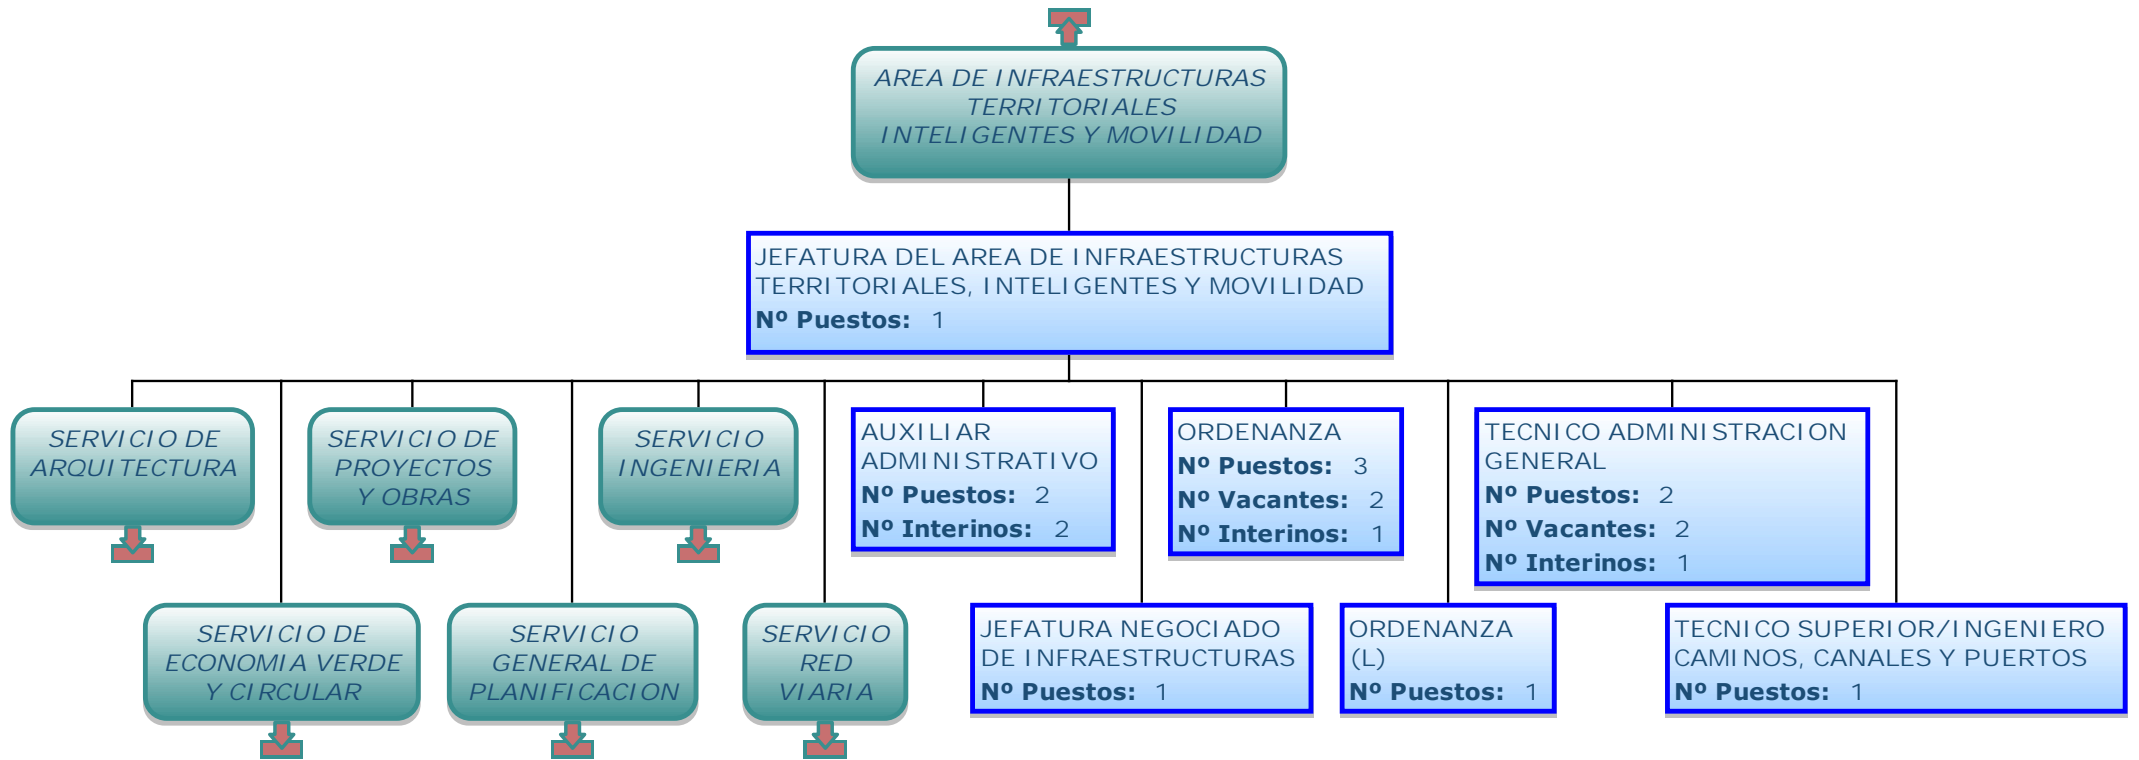 AREA DE INFRAESTRUCTURAS
TERRITORIALES
INTELIGENTES Y MOVILIDAD
JEFATURA DEL AREA DE INFRAESTRUCTURAS
TERRITORIALES, INTELIGENTES Y MOVILIDAD
Nº Puestos: 1
SERVICIO DE
ARQUITECTURA
SERVICIO DE
PROYECTOS
Y OBRAS
SERVICIO
INGENIERIA
AUXILIAR
ADMINISTRATIVO
Nº Puestos: 2
Nº Interinos: 2
ORDENANZA
Nº Puestos: 3
Nº Vacantes: 2
Nº Interinos: 1
TECNICO ADMINISTRACION
GENERAL
Nº Puestos: 2
Nº Vacantes: 2
Nº Interinos: 1
SERVICIO DE
ECONOMIA VERDE
Y CIRCULAR
SERVICIO
GENERAL DE
PLANIFICACION
SERVICIO
RED
VIARIA
JEFATURA NEGOCIADO
DE INFRAESTRUCTURAS
Nº Puestos: 1
ORDENANZA
(L)
Nº Puestos: 1
TECNICO SUPERIOR/INGENIERO
CAMINOS, CANALES Y PUERTOS
Nº Puestos: 1